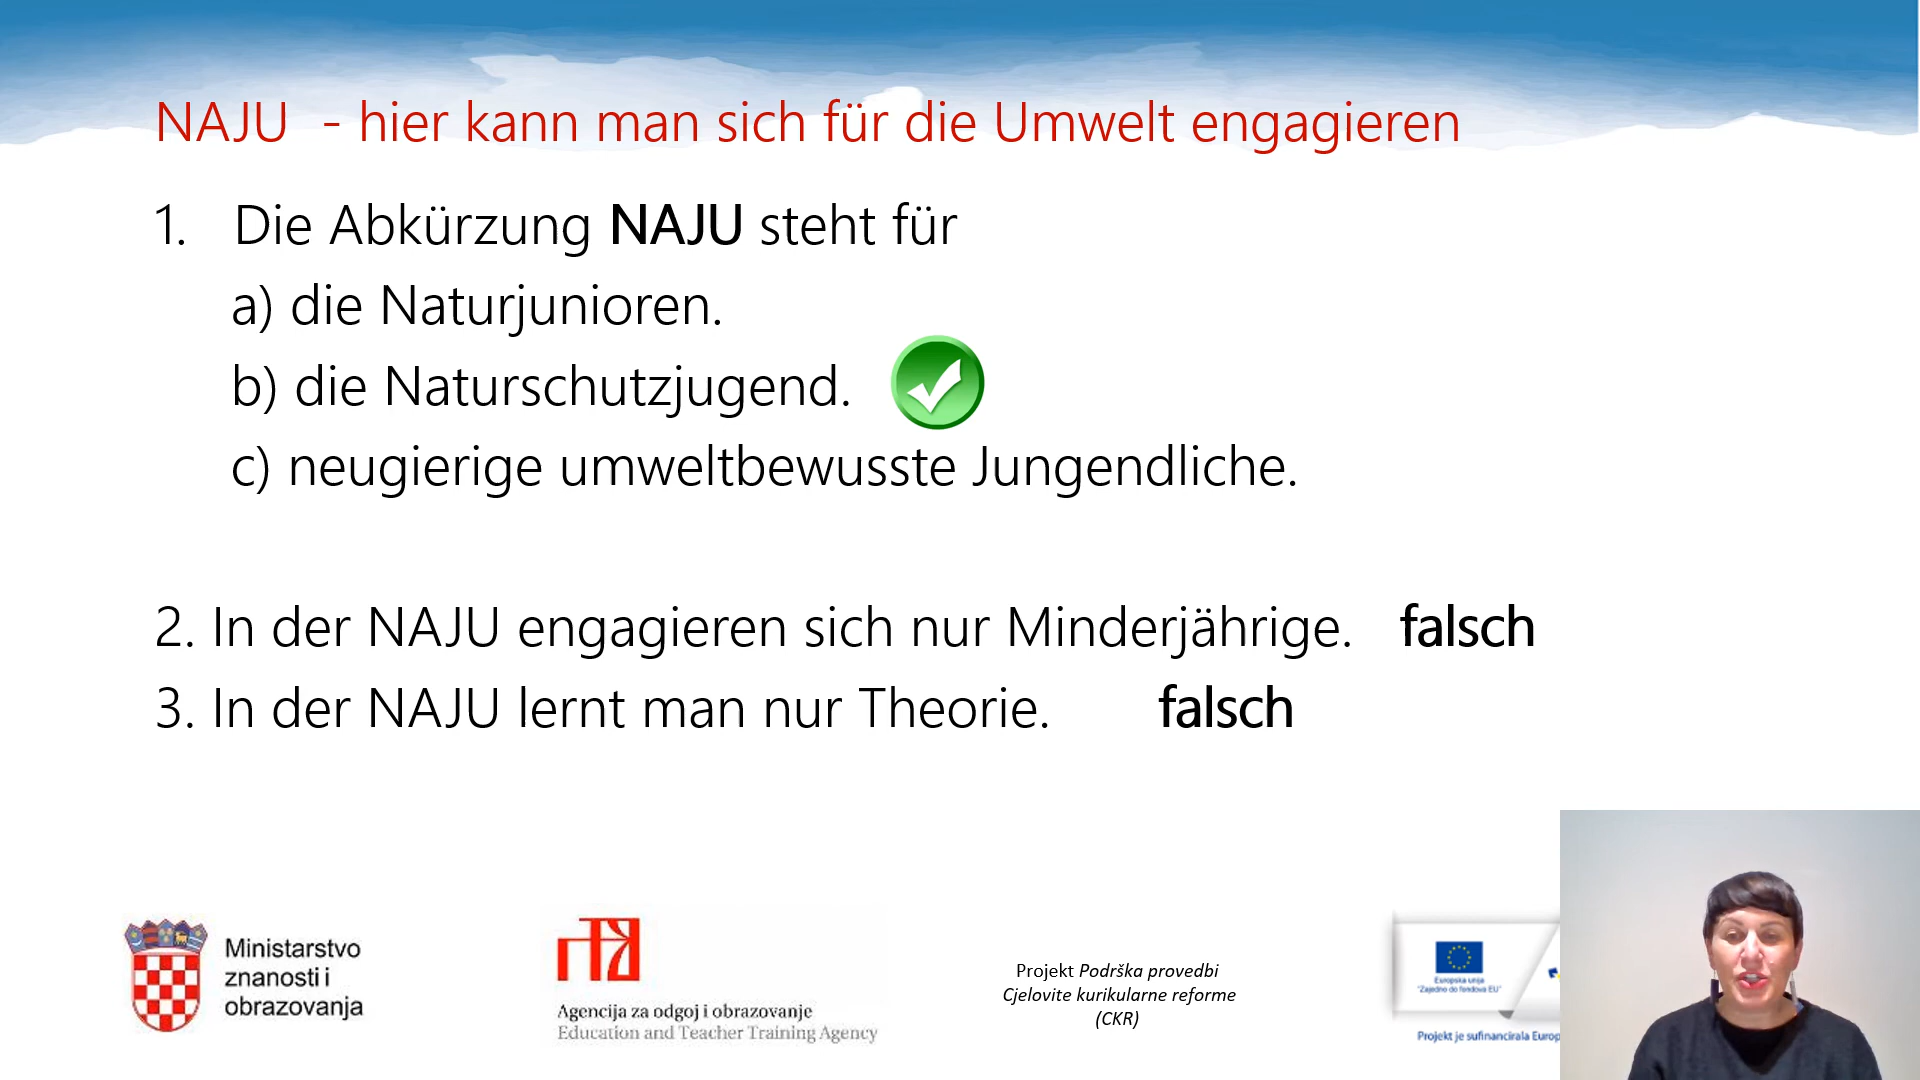 NAJU - hier kann man sich für die Umwelt engagieren
1. Die Abkürzung NAJU steht für
a) die Naturjunioren.
b) die Naturschutzjugend.
c) neugierige umweltbewusste Jungendliche.
2. In der NAJU engagieren sich nur Minderjährige. falsch
3. In der NAJU lernt man nur Theorie. falsch
Ministarstvo
znanosti i
obrazovanja
Agencija za odgoj i obrazovanje
Education and Teacher Training Agency
Projekt Podrška provedbi
Cjelovite kurikularne reforme
(CKR)
Europska unija
"Zajedno do fondova EU"
Projekt je sufinancirala Europ